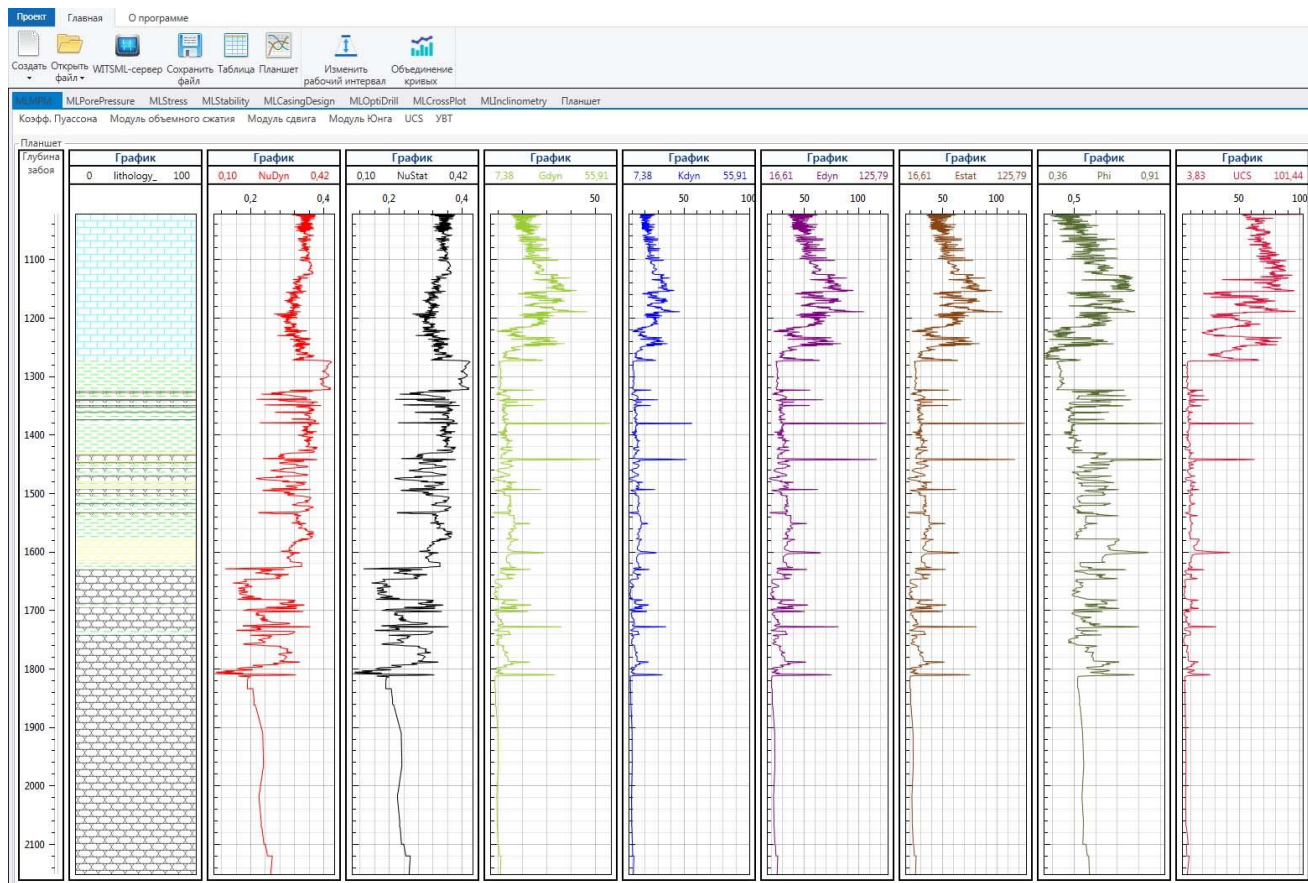 Проект Главная О программе
Создать Открыть файл WITSML-сервер Сохранить файл Таблица Планшет Изменить рабочий интервал Объединение кривых
MLMPM MLPorePressure MLStress MLStability MLCasingDesign MLOptiDrill MLCrossPlot MLInclinometry Планшет
Коэфф. Пуассона Модуль объемного сжатия Модуль сдвига Модуль Юнга UCS УВТ
Планшет
Глубина забоя График График График График График График График График График
0 lithology_ 100 0,10 NuDyn 0,42 0,10 NuStat 0,42 7,38 Gdyn 55,91 7,38 Kdyn 55,91 16,61 Edyn 125,79 16,61 Estat 125,79 0,36 Phi 0,91 3,83 UCS 101,44
0,2 0,4 0,2 0,4 50 50 100 50 100 50 100 0,5 50 100
1100
1200
1300
1400
1500
1600
1700
1800
1900
2000
2100